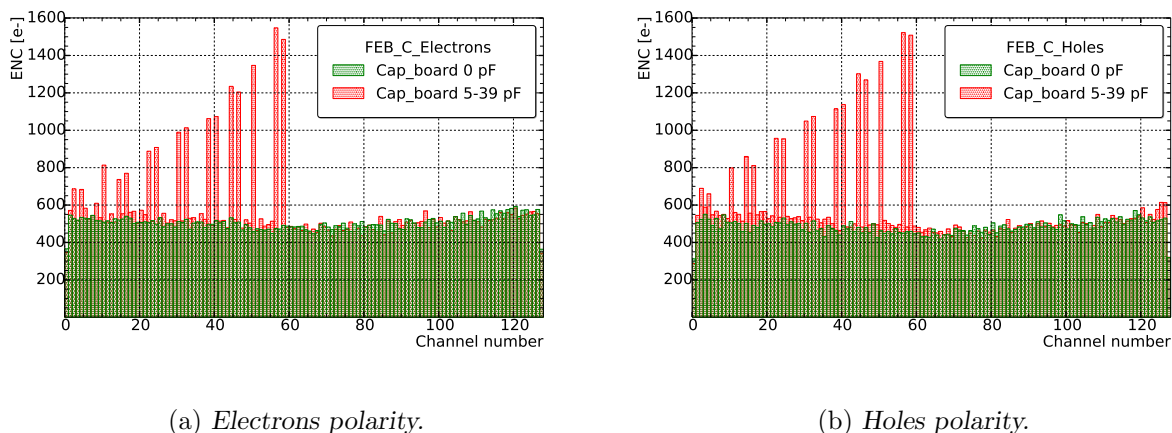 ENC [e-]
1600
1400
1200
1000
800
600
400
200
0 20 40 60 80 100 120
Channel number
FEB_C_Electrons
Cap_board 0 pF
Cap_board 5-39 pF
(a) Electrons polarity.
ENC [e-]
1600
1400
1200
1000
800
600
400
200
0 20 40 60 80 100 120
Channel number
FEB_C_Holes
Cap_board 0 pF
Cap_board 5-39 pF
(b) Holes polarity.